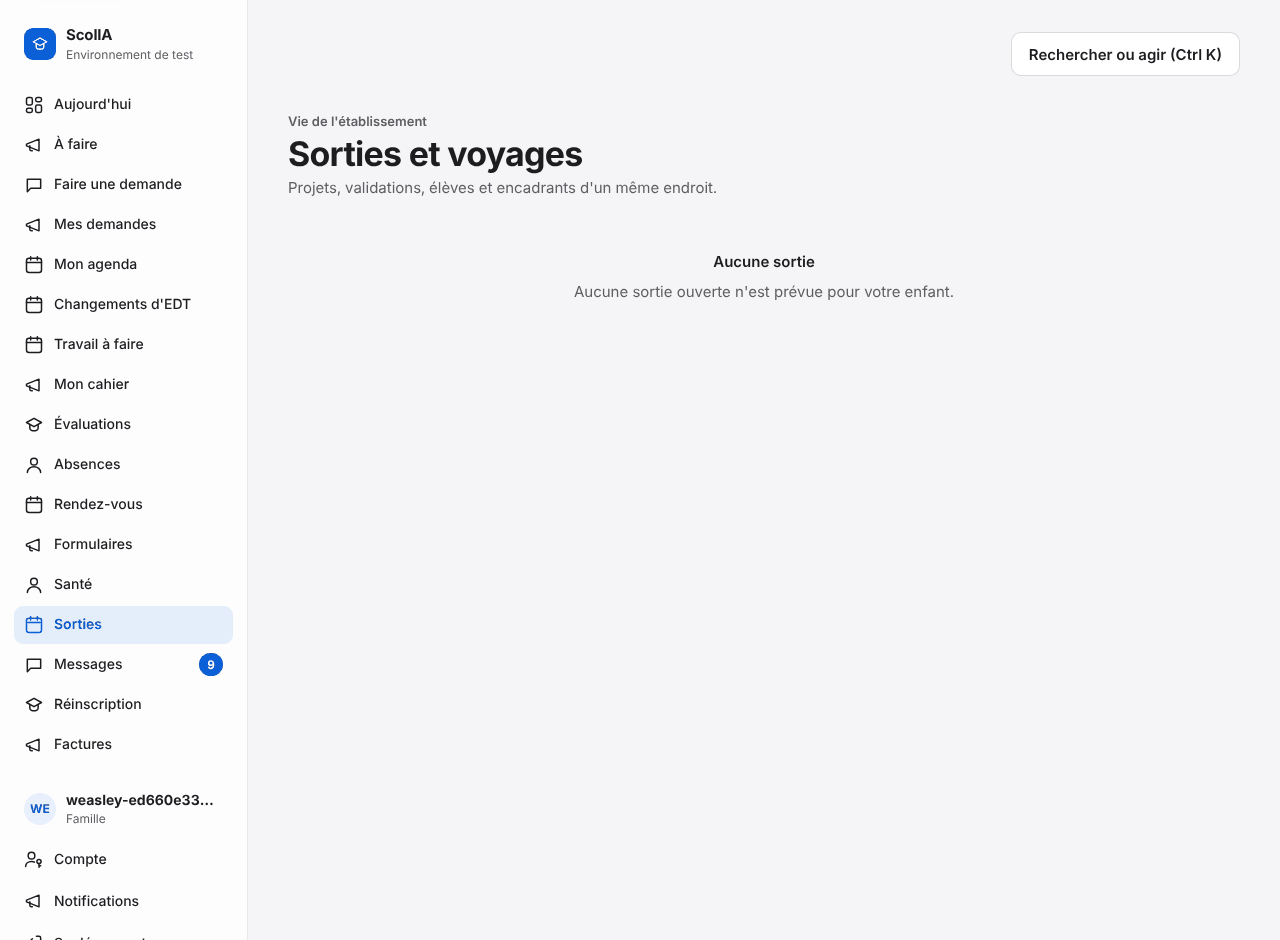 ScolIA
Environnement de test
Aujourd'hui
À faire
Faire une demande
Mes demandes
Mon agenda
Changements d'EDT
Travail à faire
Mon cahier
Évaluations
Absences
Rendez-vous
Formulaires
Santé
Sorties
Messages 9
Réinscription
Factures
WE
weasley-ed660e33...
Famille
Compte
Notifications
Rechercher ou agir (Ctrl K)
Vie de l'établissement
Sorties et voyages
Projets, validations, élèves et encadrants d'un même endroit.
Aucune sortie
Aucune sortie ouverte n'est prévue pour votre enfant.